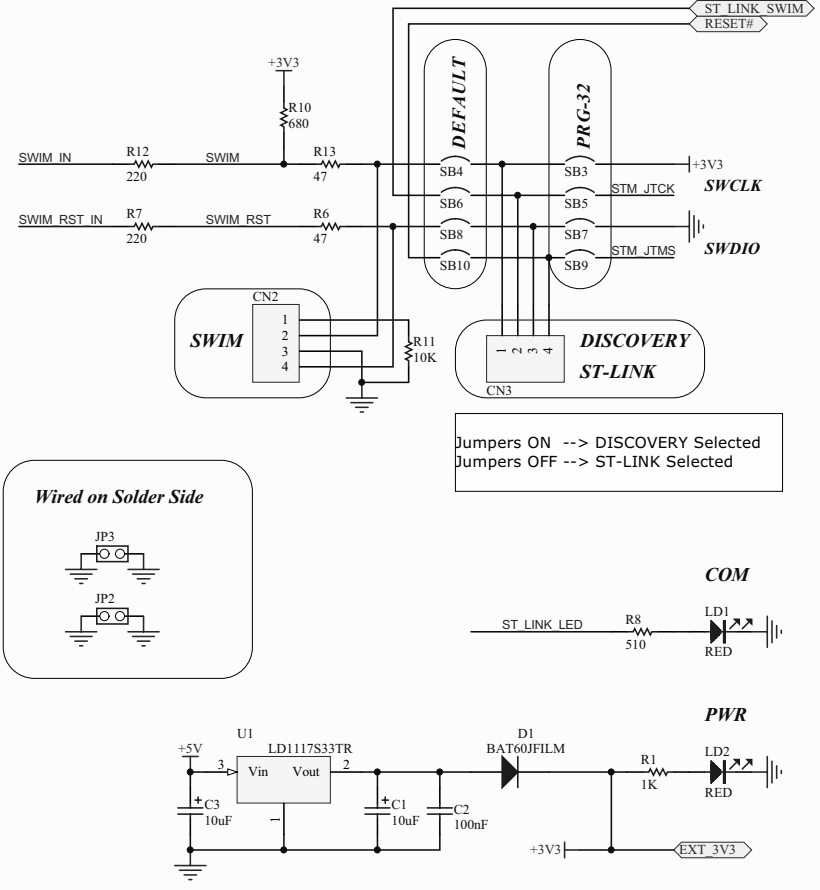 ST_LINK_SWIM
RESET#
+3V3
DEFAULT
PRG-32
R10
680
SWIM_IN
R12
220
SWIM
R13
47
SB4
SB3
+3V3
SWCLK
SB6
SB5
STM_JTCK
SWIM_RST_IN
R7
220
SWIM_RST
R6
47
SB8
SB7
SWDIO
SB10
SB9
STM_JTMS
CN2
SWIM
1
2
3
4
R11
10K
1
2
3
4
DISCOVERY
ST-LINK
CN3
Jumpers ON --> DISCOVERY Selected
Jumpers OFF --> ST-LINK Selected
Wired on Solder Side
JP3
JP2
COM
ST_LINK_LED
R8
510
LD1
RED
PWR
U1
LD1117S33TR
+5V
3
Vin
Vout
2
1
D1
BAT60JFILM
R1
1K
LD2
RED
C3
10uF
C1
10uF
C2
100nF
+3V3
EXT_3V3